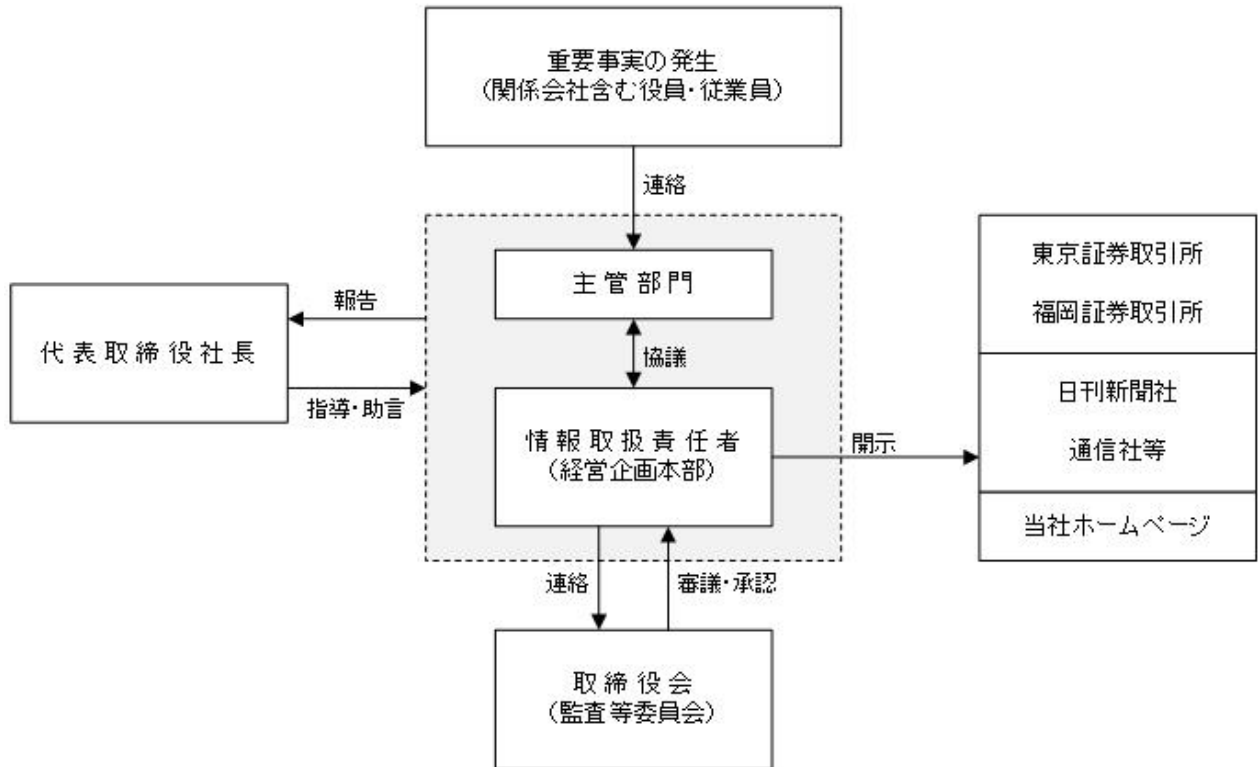 重要事実の発生
（関係会社含む役員・従業員）
連絡
主管部門
報告
代表取締役社長
指導・助言
協議
情報取扱責任者
（経営企画本部）
開示
東京証券取引所
福岡証券取引所
日刊新聞社
通信社等
当社ホームページ
連絡
審議・承認
取締役会
（監査等委員会）